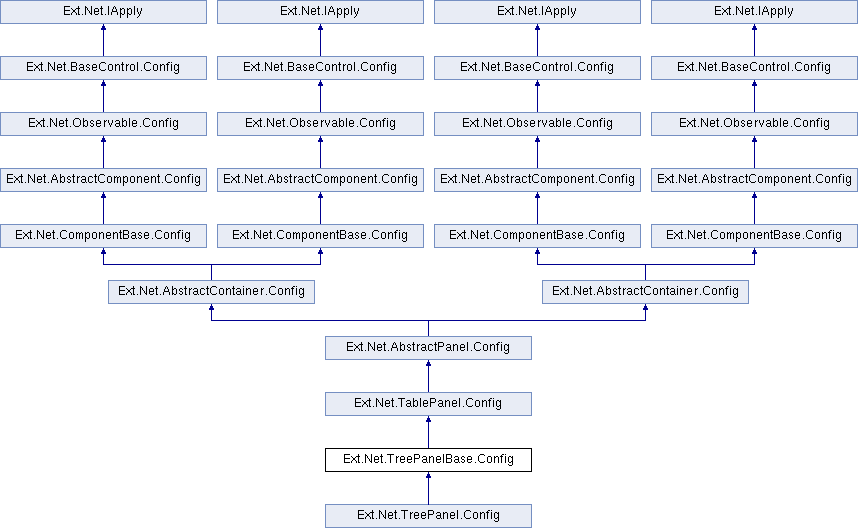 Ext.Net.IApply
Ext.Net.IApply
Ext.Net.IApply
Ext.Net.IApply
Ext.Net.BaseControl.Config
Ext.Net.BaseControl.Config
Ext.Net.BaseControl.Config
Ext.Net.BaseControl.Config
Ext.Net.Observable.Config
Ext.Net.Observable.Config
Ext.Net.Observable.Config
Ext.Net.Observable.Config
Ext.Net.AbstractComponent.Config
Ext.Net.AbstractComponent.Config
Ext.Net.AbstractComponent.Config
Ext.Net.AbstractComponent.Config
Ext.Net.ComponentBase.Config
Ext.Net.ComponentBase.Config
Ext.Net.ComponentBase.Config
Ext.Net.ComponentBase.Config
Ext.Net.AbstractContainer.Config
Ext.Net.AbstractContainer.Config
Ext.Net.AbstractPanel.Config
Ext.Net.TablePanel.Config
Ext.Net.TreePanelBase.Config
Ext.Net.TreePanel.Config